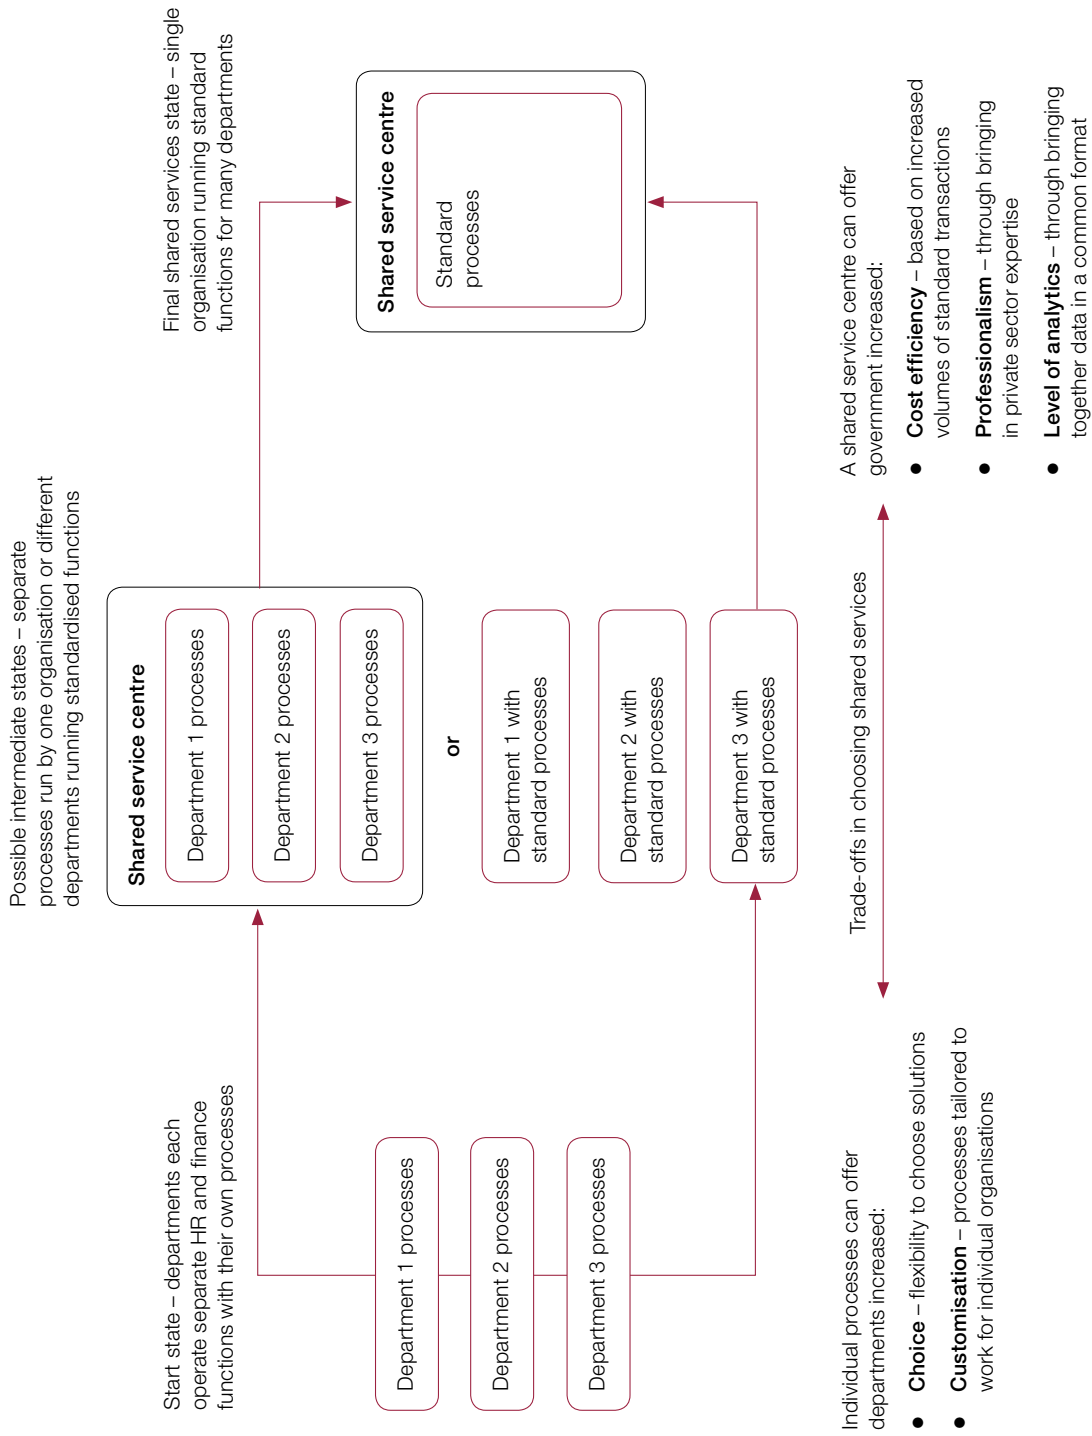 Start state – departments each
operate separate HR and finance
functions with their own processes
Department 1 processes
Department 2 processes
Department 3 processes
Possible intermediate states – separate
processes run by one organisation or different
departments running standardised functions
Shared service centre
Department 1 processes
Department 2 processes
Department 3 processes
or
Department 1 with
standard processes
Department 2 with
standard processes
Department 3 with
standard processes
Final shared services state – single
organisation running standard
functions for many departments
Shared service centre
Standard
processes
Individual processes can offer
departments increased:
● Choice – flexibility to choose solutions
● Customisation – processes tailored to
work for individual organisations
Trade-offs in choosing shared services
A shared service centre can offer
government increased:
● Cost efficiency – based on increased
volumes of standard transactions
● Professionalism – through bringing
in private sector expertise
● Level of analytics – through bringing
together data in a common format